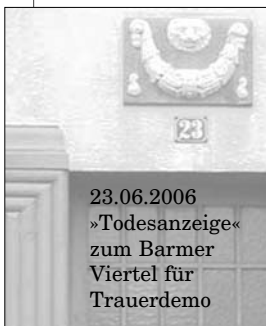 23
23.06.2006
»Todesanzeige«
zum Barmer
Viertel für
Trauerdemo